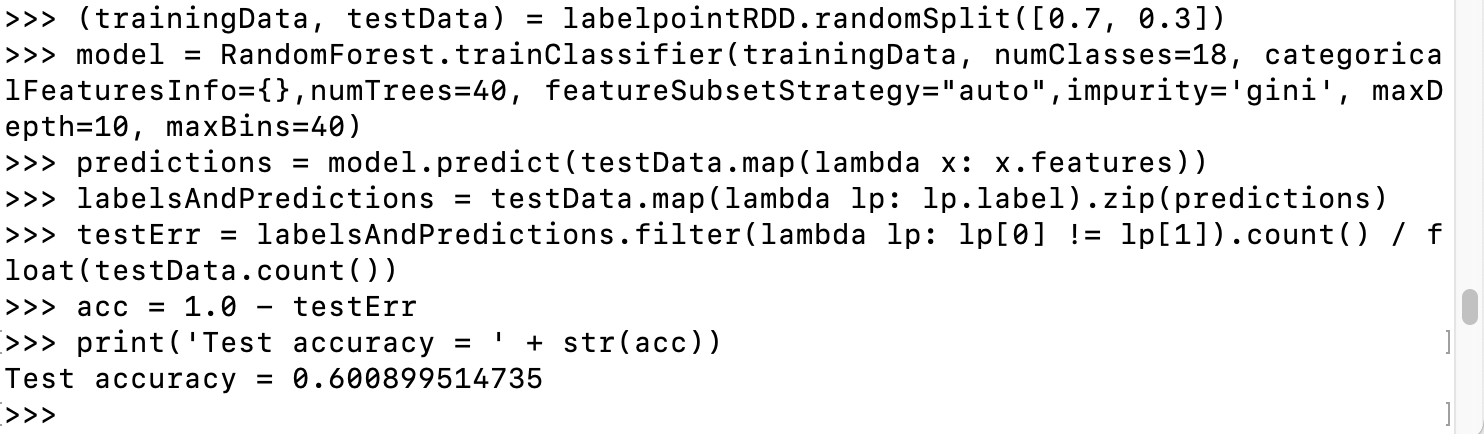 >>> (trainingData, testData) = labelpointRDD.randomSplit([0.7, 0.3])
>>> model = RandomForest.trainClassifier(trainingData, numClasses=18, categorica
lFeaturesInfo={},numTrees=40, featureSubsetStrategy="auto",impurity='gini', maxD
epth=10, maxBins=40)
>>> predictions = model.predict(testData.map(lambda x: x.features))
>>> labelsAndPredictions = testData.map(lambda lp: lp.label).zip(predictions)
>>> testErr = labelsAndPredictions.filter(lambda lp: lp[0] != lp[1]).count() / f
loat(testData.count())
>>> acc = 1.0 - testErr
[>>> print('Test accuracy = ' + str(acc)) ]
Test accuracy = 0.600899514735
[>>> ]